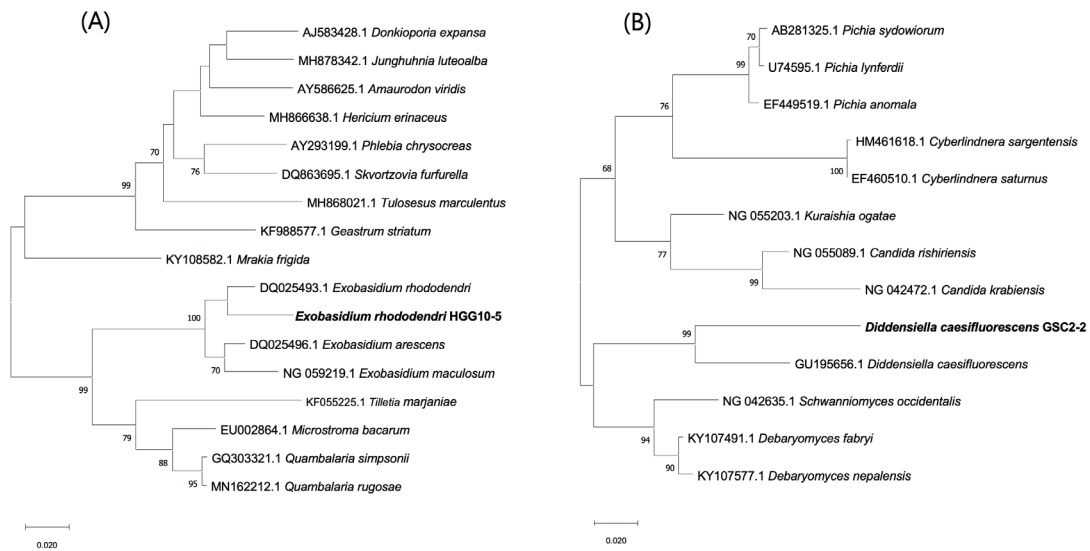 (A)
AJ583428.1 Donkioporia expansa
MH878342.1 Junghuhnia luteoalba
AY586625.1 Amaurodon viridis
MH866638.1 Hericium erinaceus
70
AY293199.1 Phlebia chrysocreas
76
DQ863695.1 Skvortzovia furfurella
99
MH868021.1 Tulosesus marculentus
KF988577.1 Geastrum striatum
KY108582.1 Mrakia frigida
DQ025493.1 Exobasidium rhododendri
100
Exobasidium rhododendri HGG10-5
DQ025496.1 Exobasidium arescens
70
NG 059219.1 Exobasidium maculosum
99
KF055225.1 Tilletia marjaniae
79
EU002864.1 Microstroma bacarum
88
GQ303321.1 Quambalaria simpsonii
95
MN162212.1 Quambalaria rugosae
0.020
(B)
AB281325.1 Pichia sydowiorum
70
99
U74595.1 Pichia lynferdii
EF449519.1 Pichia anomala
76
HM461618.1 Cyberlindnera sargentensis
100
EF460510.1 Cyberlindnera saturnus
68
NG 055203.1 Kuraishia ogatae
77
NG 055089.1 Candida rishiriensis
99
NG 042472.1 Candida krabiensis
99
Diddensiella caesifluorescens GSC2-2
GU195656.1 Diddensiella caesifluorescens
NG 042635.1 Schwanniomyces occidentalis
94
KY107491.1 Debaryomyces fabryi
90
KY107577.1 Debaryomyces nepalensis
0.020